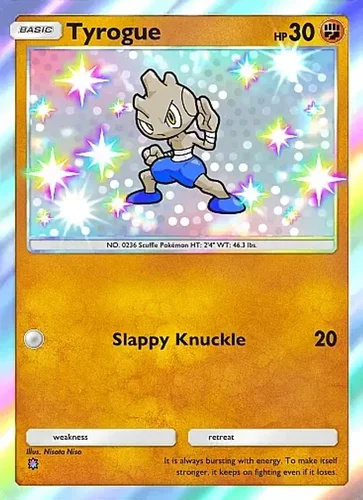 BASIC Tyrogue HP 30
NO. 0236 Scuffle Pokémon HT: 2'4" WT: 46.3 lbs.
Slappy Knuckle 20
weakness retreat
Illus. Nisota Niso
It is always bursting with energy. To make itself
stronger, it keeps on fighting even if it loses.